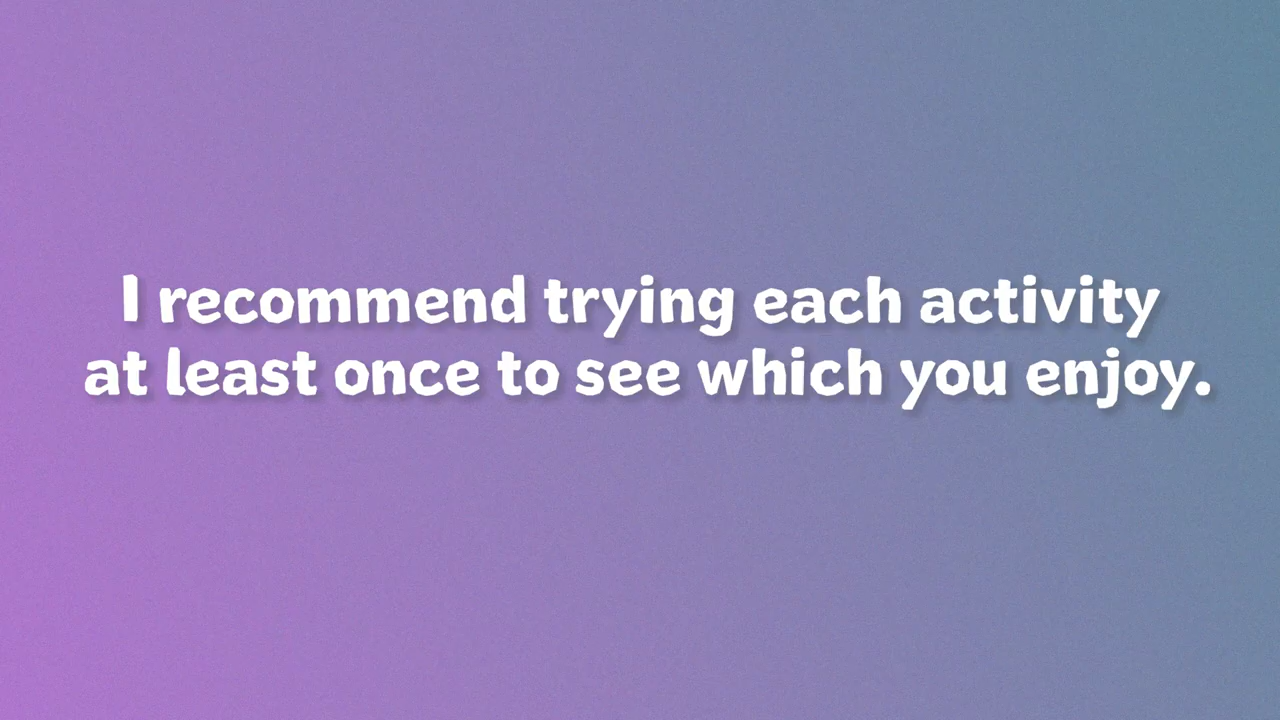 I recommend trying each activity
at least once to see which you enjoy.